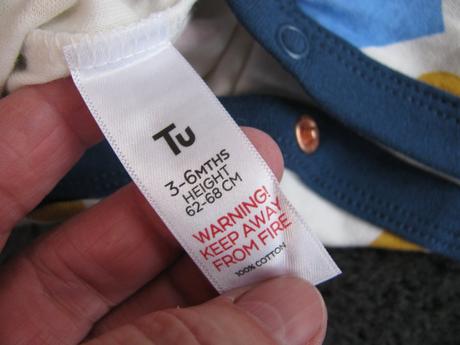 Tu
3-6MTHS
HEIGHT
62-68 CM
WARNING!
KEEP AWAY
FROM FIRE
100% COTTON